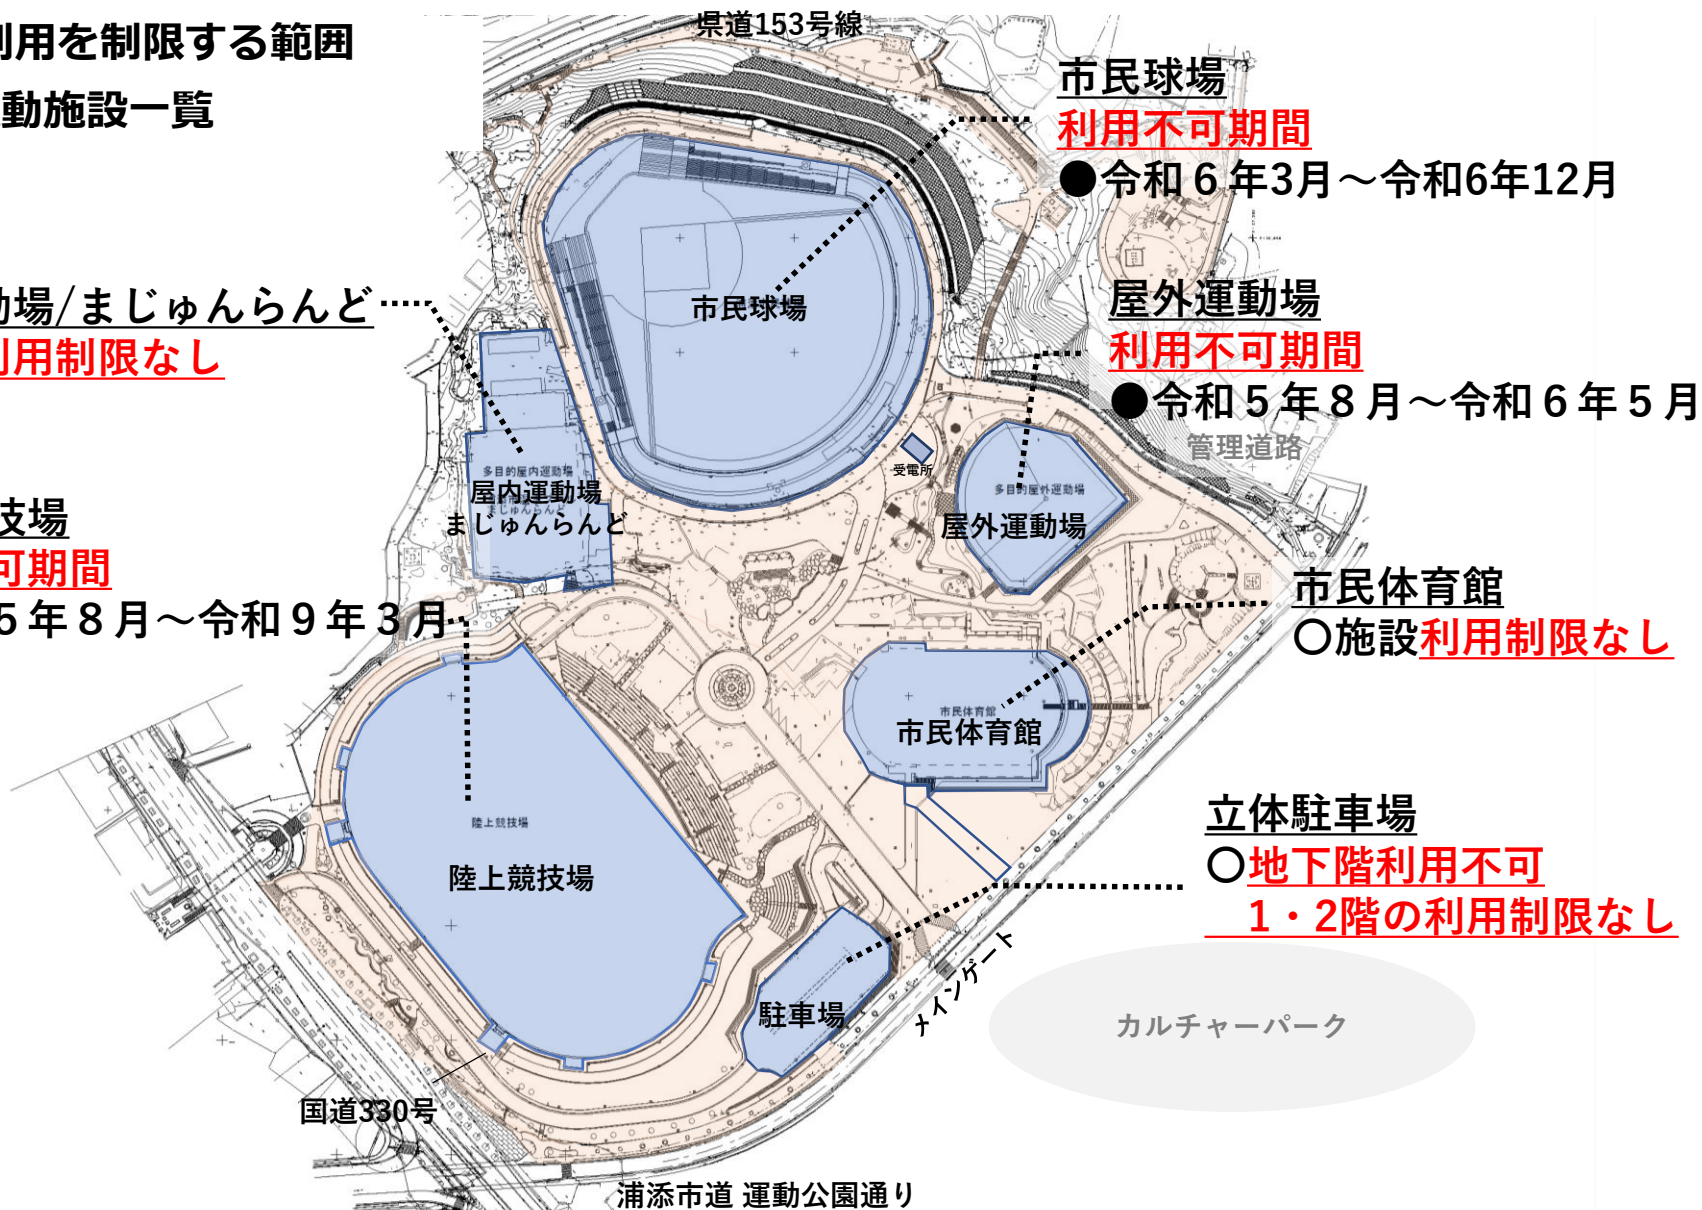 利用を制限する範囲
動施設一覧
県道153号線
市民球場
利用不可期間
●令和６年3月～令和6年12月
動場/まじゅんらんど
利用制限なし
市民球場
屋外運動場
利用不可期間
●令和５年８月～令和６年５月
管理道路
受電所
多目的屋内運動場
屋内運動場
まじゅんらんど
まじゅんらんど
多目的屋外運動場
屋外運動場
技場
可期間
5年８月～令和９年３月
市民体育館
〇施設利用制限なし
市民体育館
市民体育館
陸上競技場
陸上競技場
立体駐車場
〇地下階利用不可
1・2階の利用制限なし
駐車場
メインゲート
カルチャーパーク
国道330号
浦添市道 運動公園通り